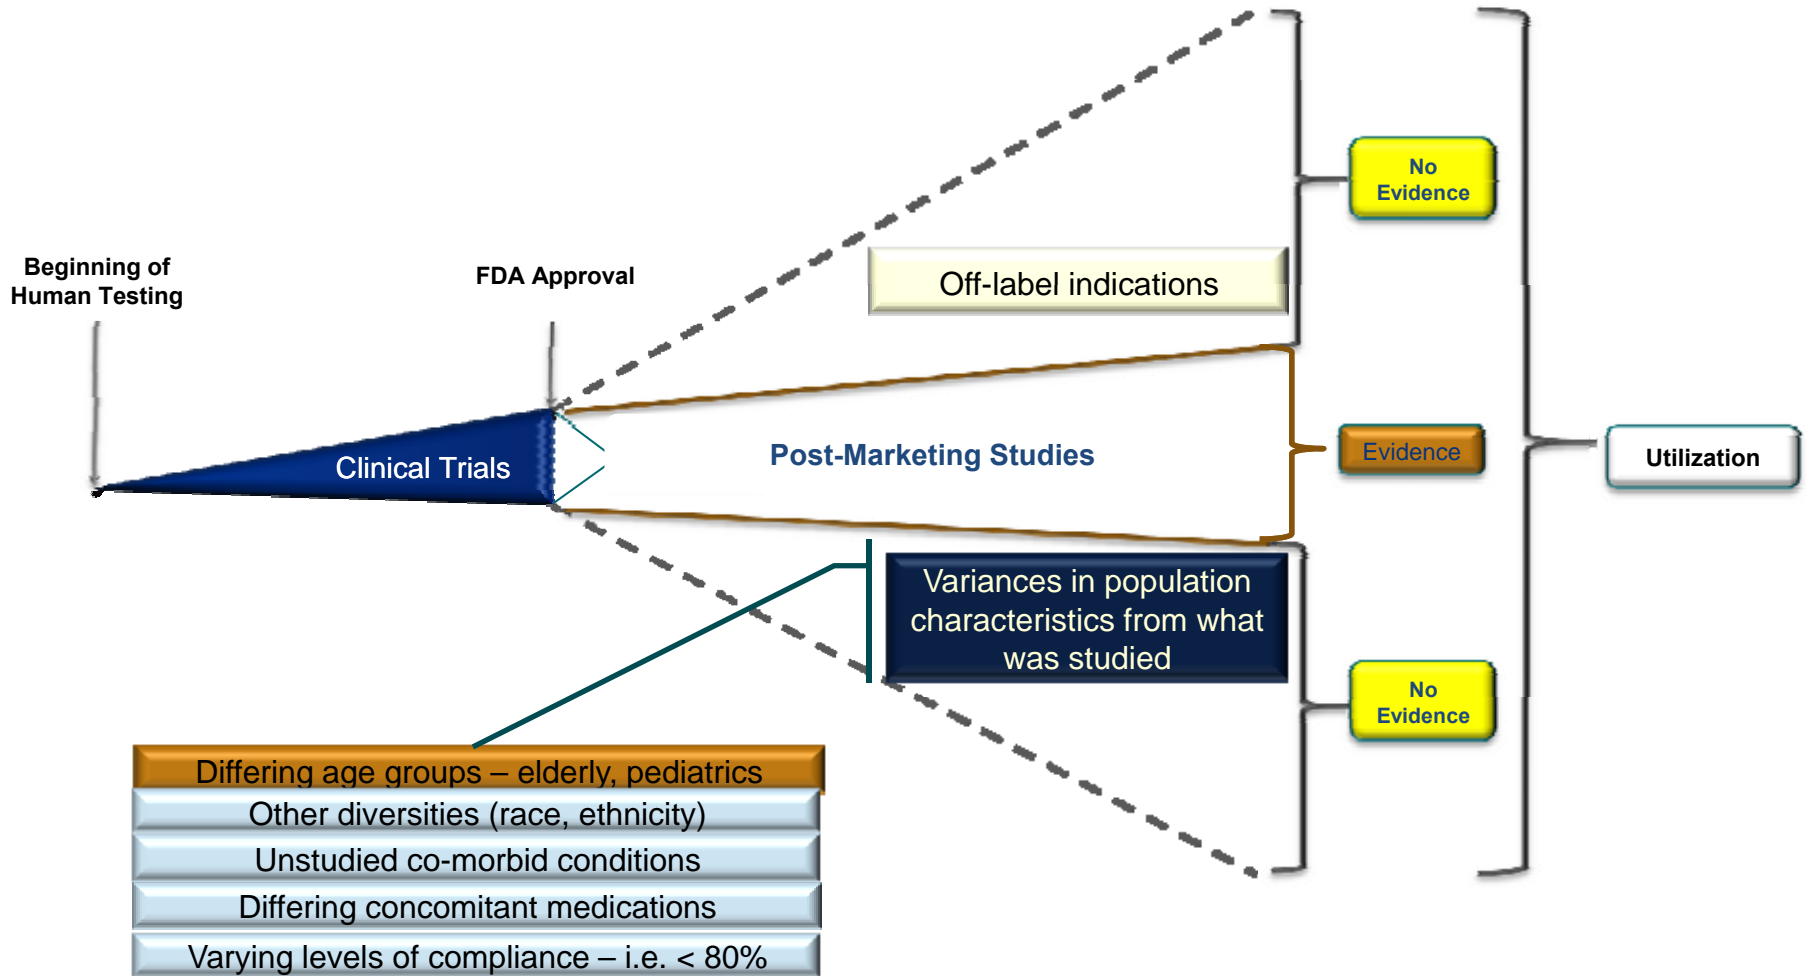 No
Evidence
Beginning of
Human Testing
FDA Approval
Off-label indications
Clinical Trials
Post-Marketing Studies
Evidence
Utilization
Variances in population
characteristics from what
was studied
No
Evidence
Differing age groups – elderly, pediatrics
Other diversities (race, ethnicity)
Unstudied co-morbid conditions
Differing concomitant medications
Varying levels of compliance – i.e. < 80%